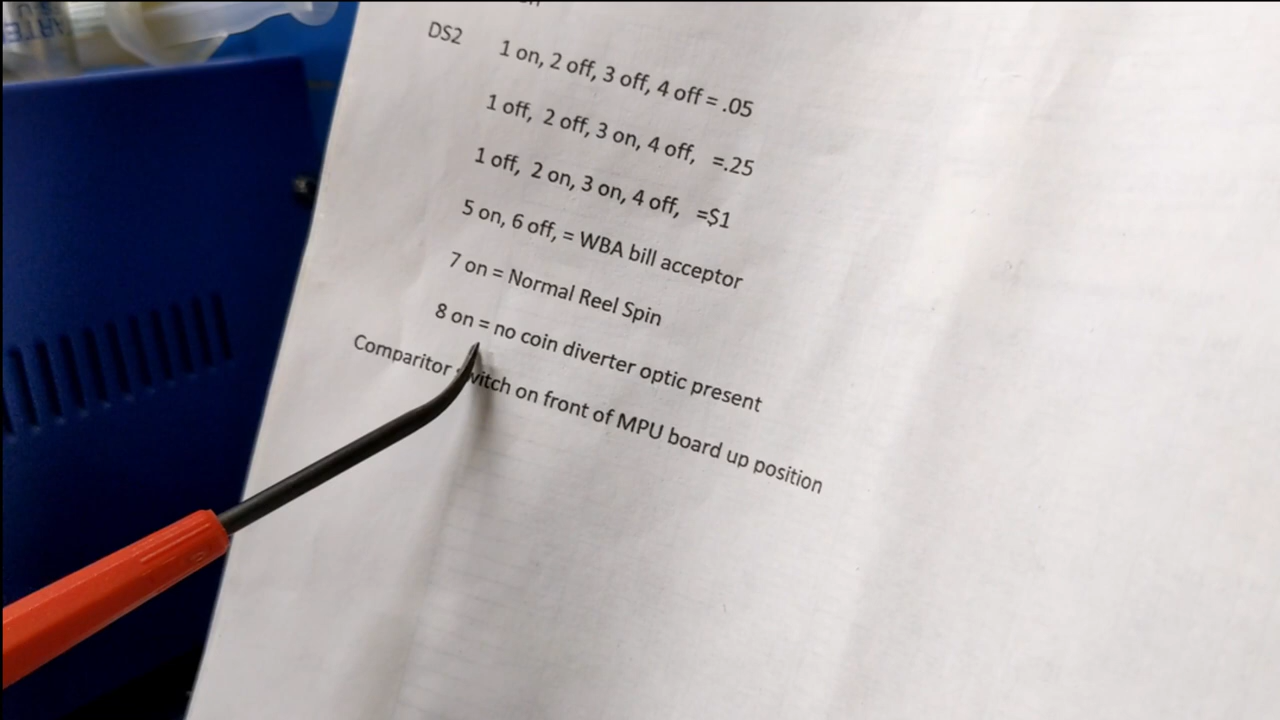 DS2 1 on, 2 off, 3 off, 4 off = .05
1 off, 2 off, 3 on, 4 off, =.25
1 off, 2 on, 3 on, 4 off, =$1
5 on, 6 off, = WBA bill acceptor
7 on = Normal Reel Spin
8 on = no coin diverter optic present
Comparitor switch on front of MPU board up position